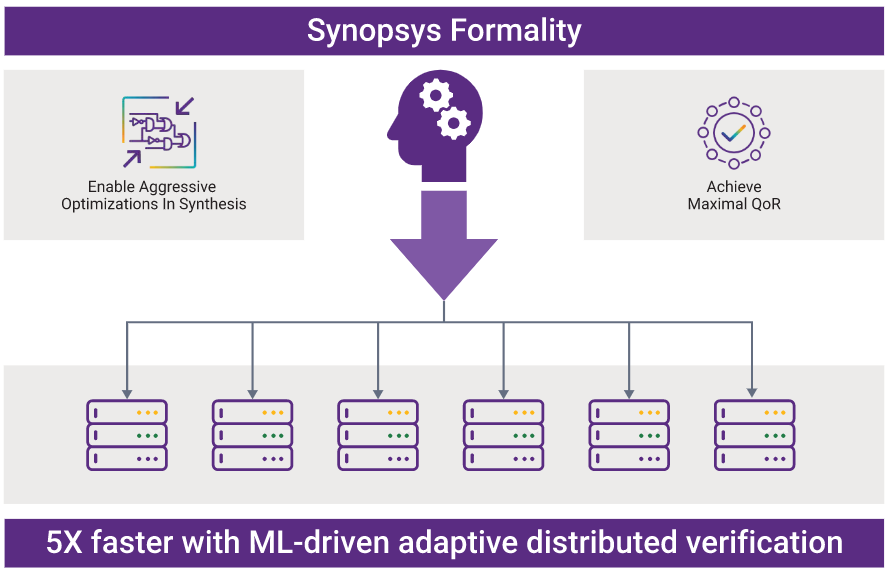 Synopsys Formality
Enable Aggressive
Optimizations In Synthesis
Achieve
Maximal QoR
5X faster with ML-driven adaptive distributed verification